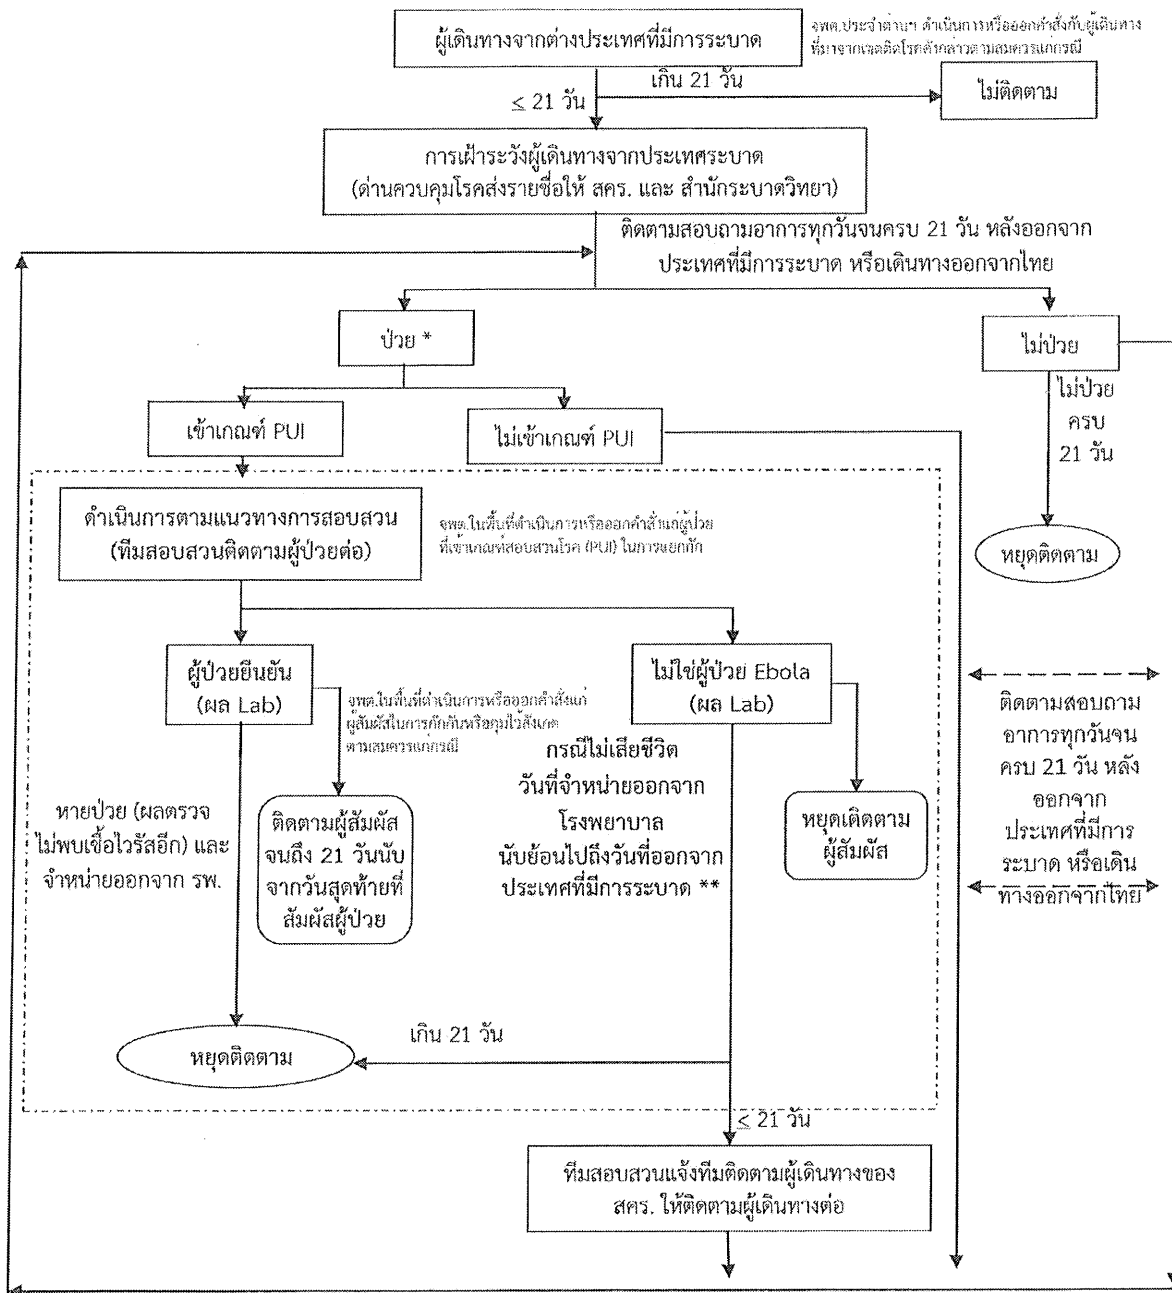 ผู้เดินทางจากต่างประเทศที่มีการระบาด
จพต.ประจำด่านฯ ดำเนินการหรือออกคำสั่งกับผู้เดินทาง
ที่มาจากเขตติดโรคดังกล่าวตามสมควรแก่กรณี
เกิน 21 วัน
ไม่ติดตาม
≤ 21 วัน
การเฝ้าระวังผู้เดินทางจากประเทศระบาด
(ด่านควบคุมโรคส่งรายชื่อให้ สคร. และ สำนักระบาดวิทยา)
ติดตามสอบถามอาการทุกวันจนครบ 21 วัน หลังออกจาก
ประเทศที่มีการระบาด หรือเดินทางออกจากไทย
ป่วย *
ไม่ป่วย
เข้าเกณฑ์ PUI
ไม่เข้าเกณฑ์ PUI
ไม่ป่วย
ครบ
21 วัน
หยุดติดตาม
ดำเนินการตามแนวทางการสอบสวน
(ทีมสอบสวนติดตามผู้ป่วยต่อ)
จพต.ในพื้นที่ดำเนินการหรือออกคำสั่งแก่ผู้ป่วย
ที่เข้าเกณฑ์สอบสวนโรค (PUI) ในการแยกกัก
ผู้ป่วยยืนยัน
(ผล Lab)
จพต.ในพื้นที่ดำเนินการหรือออกคำสั่งแก่
ผู้สัมผัสในการกักกันหรือคุมไว้สังเกต
ตามสมควรแก่กรณี
ไม่ใช่ผู้ป่วย Ebola
(ผล Lab)
หายป่วย (ผลตรวจ
ไม่พบเชื้อไวรัสอีก) และ
จำหน่ายออกจาก รพ.
ติดตามผู้สัมผัส
จนถึง 21 วันนับ
จากวันสุดท้ายที่
สัมผัสผู้ป่วย
กรณีไม่เสียชีวิต
วันที่จำหน่ายออกจาก
โรงพยาบาล
นับย้อนไปถึงวันที่ออกจาก
ประเทศที่มีการระบาด **
หยุดเติดตาม
ผู้สัมผัส
ติดตามสอบถาม
อาการทุกวันจน
ครบ 21 วัน หลัง
ออกจาก
ประเทศที่มีการ
ระบาด หรือเดิน
ทางออกจากไทย
หยุดติดตาม
เกิน 21 วัน
≤ 21 วัน
ทีมสอบสวนแจ้งทีมติดตามผู้เดินทางของ
สคร. ให้ติดตามผู้เดินทางต่อ